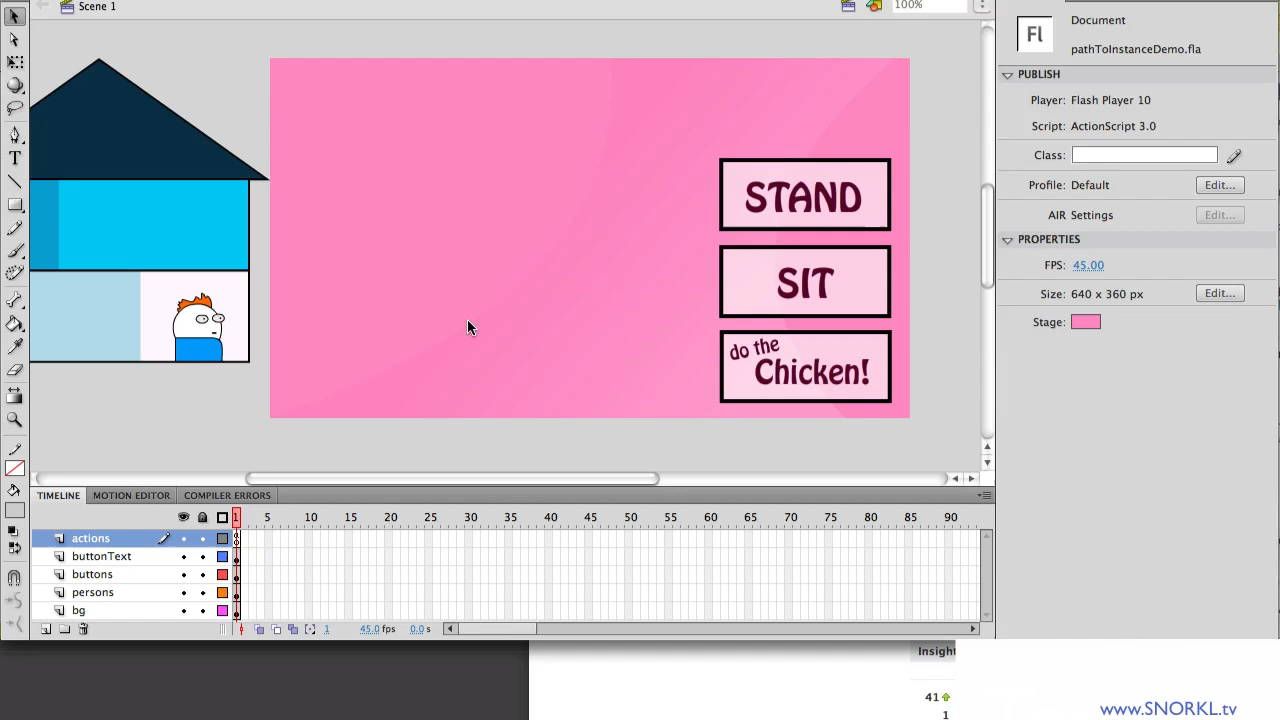 Scene 1
100%
Fl
Document
pathToInstanceDemo.fla
PUBLISH
Player: Flash Player 10
Script: ActionScript 3.0
Class:
Profile: Default
Edit...
AIR Settings
Edit...
PROPERTIES
FPS: 45.00
Size: 640 x 360 px
Edit...
Stage:
STAND
SIT
do the
Chicken!
TIMELINE
MOTION EDITOR
COMPILER ERRORS
1 5 10 15 20 25 30 35 40 45 50 55 60 65 70 75 80 85 90
actions
buttonText
buttons
persons
bg
1 45.0 fps 0.0 s
Insight
41
1
www.SNORKL.tv